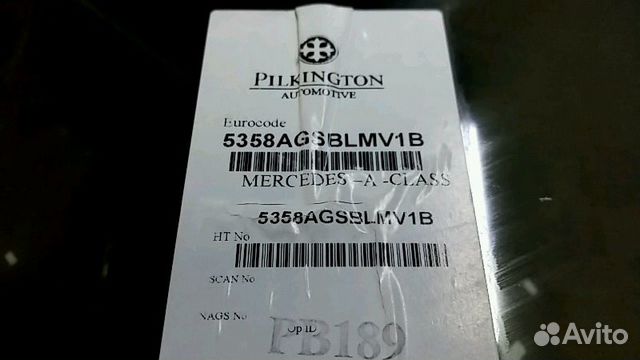 PILKINGTON
AUTOMOTIVE
Eurocode
5358AGSBLMV1B
MERCEDES-A-CLASS
5358AGSBLMV1B
HT No
SCAN No
NAGS No
Op ID
PB189
Avito